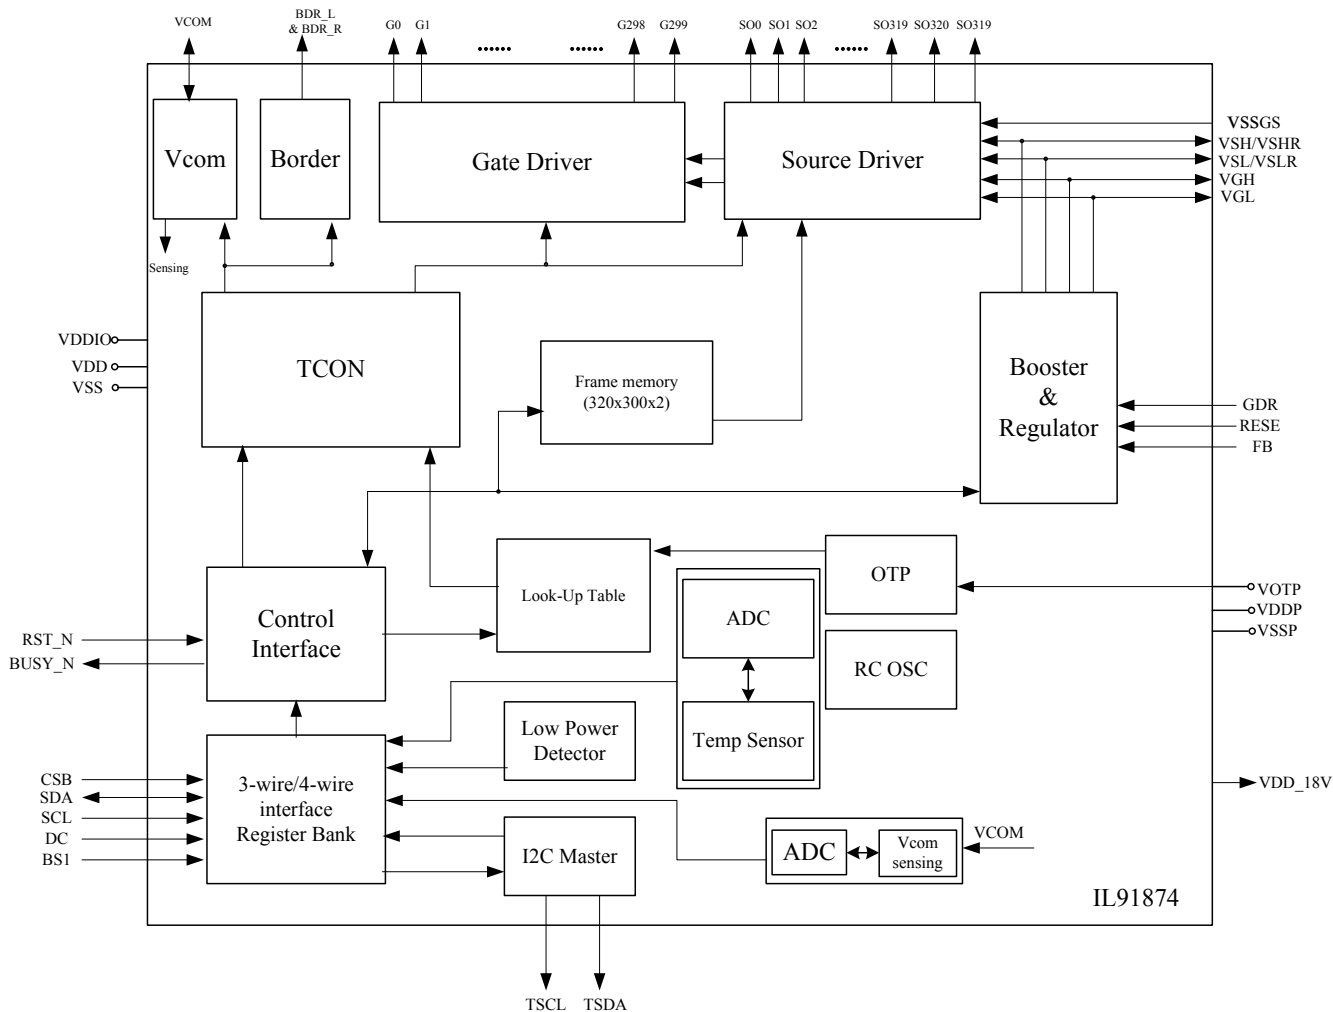 VCOM
BDR_L
& BDR_R
G0
G1
......
......
G298
G299
SO0
SO1
SO2
......
SO319
SO320
SO319
Vcom
Border
Gate Driver
Source Driver
VSSGS
VSH/VSHR
VSL/VSLR
VGH
VGL
Sensing
VDDIO
VDD
VSS
TCON
Frame memory
(320x300x2)
Booster
&
Regulator
GDR
RESE
FB
Control
Interface
Look-Up Table
OTP
VOTP
VDDP
VSSP
ADC
RST_N
BUSY_N
RC OSC
Low Power
Detector
Temp Sensor
CSB
SDA
SCL
DC
BS1
3-wire/4-wire
interface
Register Bank
VDD_18V
I2C Master
ADC
Vcom
sensing
VCOM
IL91874
TSCL
TSDA